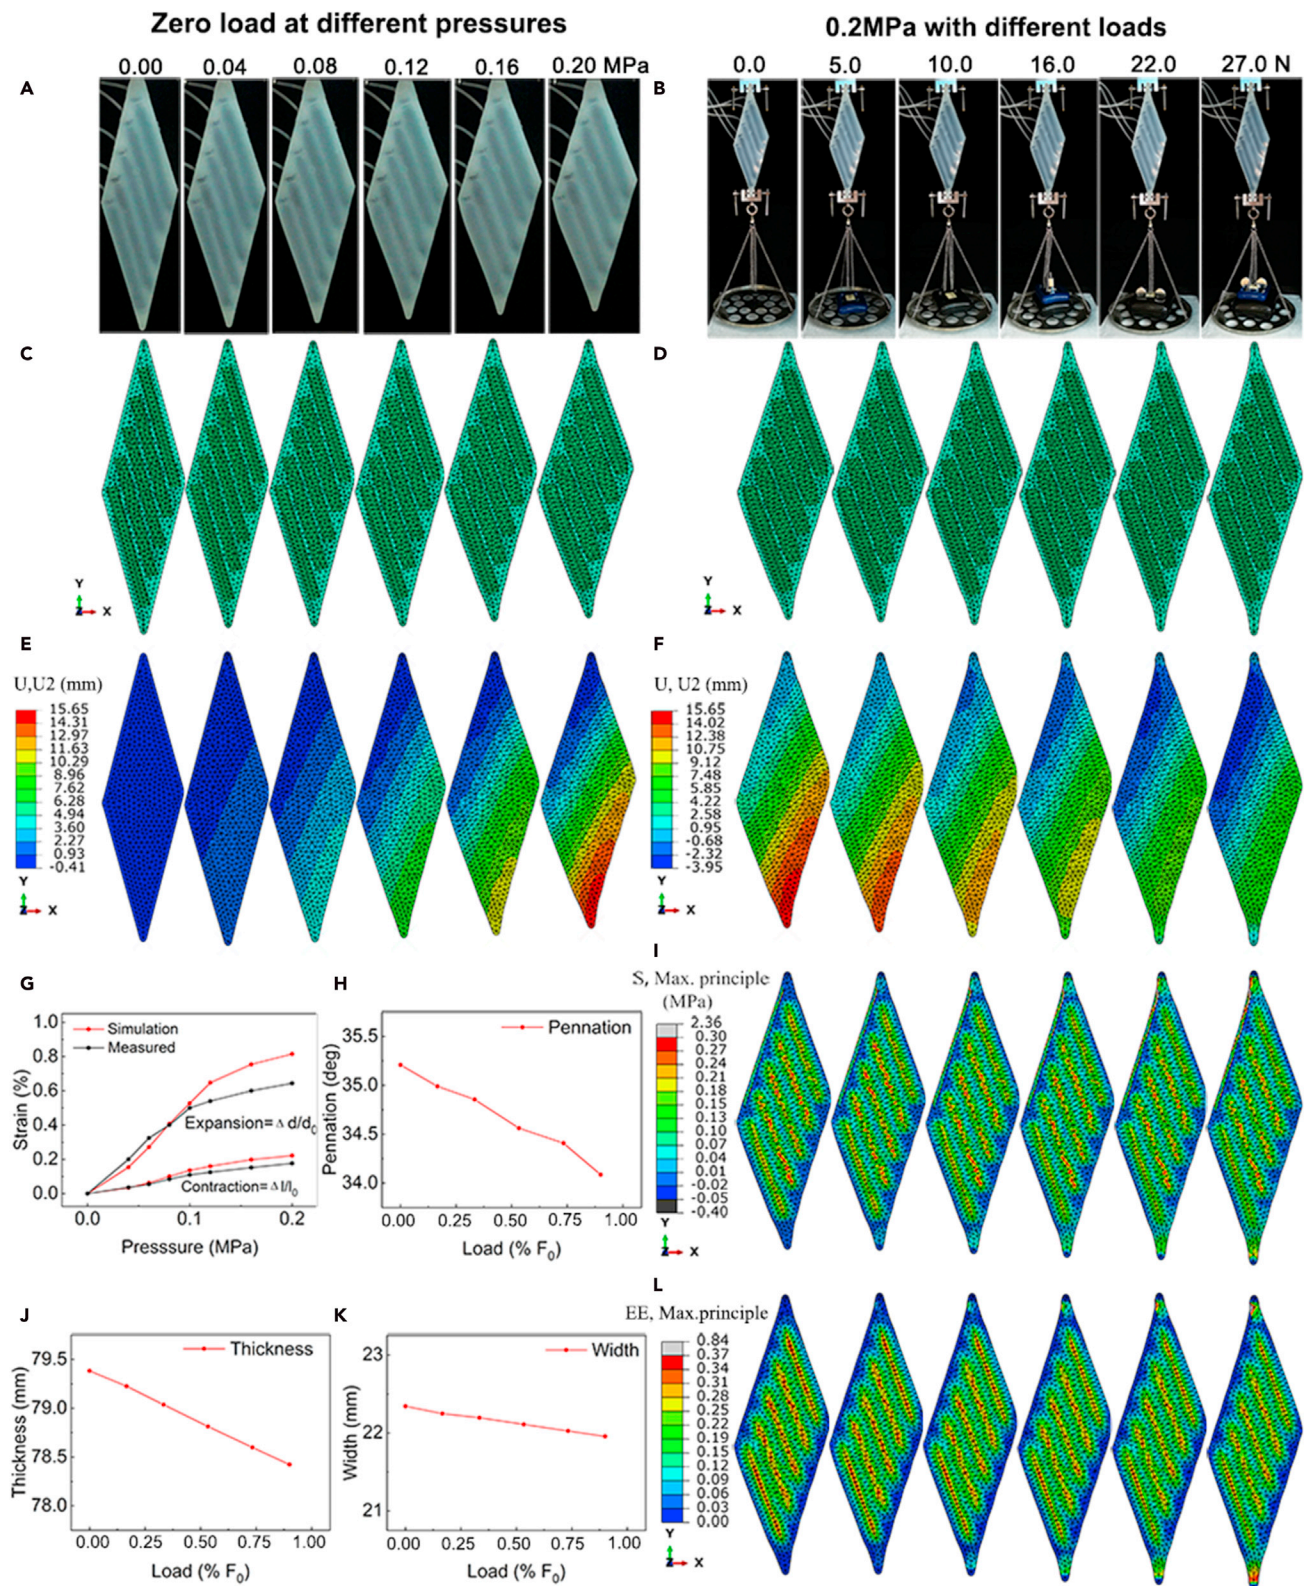 Zero load at different pressures
0.00 0.04 0.08 0.12 0.16 0.20 MPa
A
0.2MPa with different loads
0.0 5.0 10.0 16.0 22.0 27.0 N
B
C
Y
Z X
D
Y
Z X
E
U,U2 (mm)
15.65
14.31
12.97
11.63
10.29
8.96
7.62
6.28
4.94
3.60
2.27
0.93
-0.41
Y
Z X
F
U, U2 (mm)
15.65
14.02
12.38
10.75
9.12
7.48
5.85
4.22
2.58
0.95
-0.68
-2.32
-3.95
Y
Z X
G
Strain (%)
1.0
0.8
0.6
0.4
0.2
0.0
Simulation
Measured
Expansion=Δ d/d0
Contraction=Δl/l0
0.0 0.1 0.2
Presssure (MPa)
H
Pennation (deg)
35.5
35.0
34.5
34.0
Pennation
0.00 0.25 0.50 0.75 1.00
Load (% F0)
I
S, Max. principle
(MPa)
2.36
0.30
0.27
0.24
0.21
0.18
0.15
0.13
0.10
0.07
0.04
0.01
-0.02
-0.05
-0.40
Y
Z X
J
Thickness (mm)
79.5
79.0
78.5
78.0
Thickness
0.00 0.25 0.50 0.75 1.00
Load (% F0)
K
Width (mm)
23
22
21
Width
0.00 0.25 0.50 0.75 1.00
Load (% F0)
L
EE, Max.principle
0.84
0.37
0.34
0.31
0.28
0.25
0.22
0.19
0.15
0.12
0.09
0.06
0.03
0.00
Y
Z X